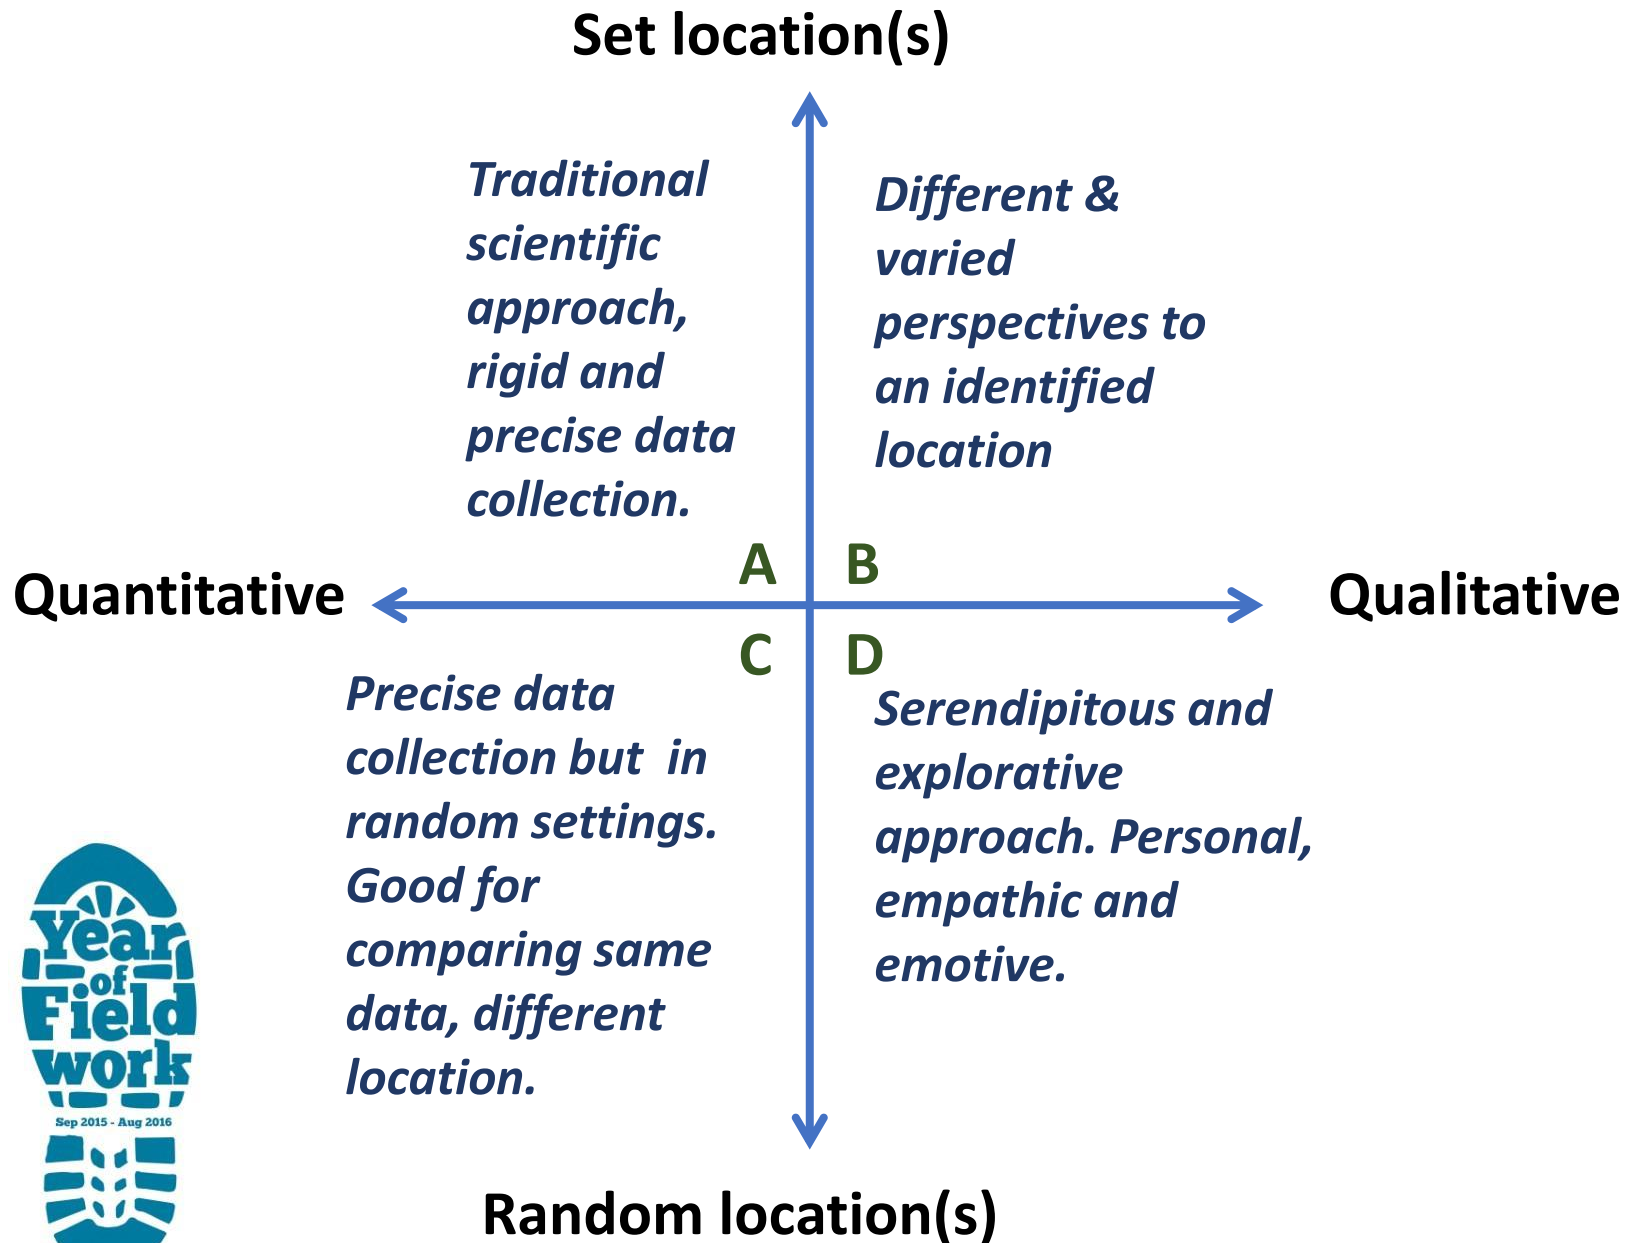 Set location(s)
Traditional
scientific
approach,
rigid and
precise data
collection.
Different &
varied
perspectives to
an identified
location
A
B
Quantitative
Qualitative
C
D
Precise data
collection but in
random settings.
Good for
comparing same
data, different
location.
Serendipitous and
explorative
approach. Personal,
empathic and
emotive.
Year
of
Field
work
Sep 2015 - Aug 2016
Random location(s)